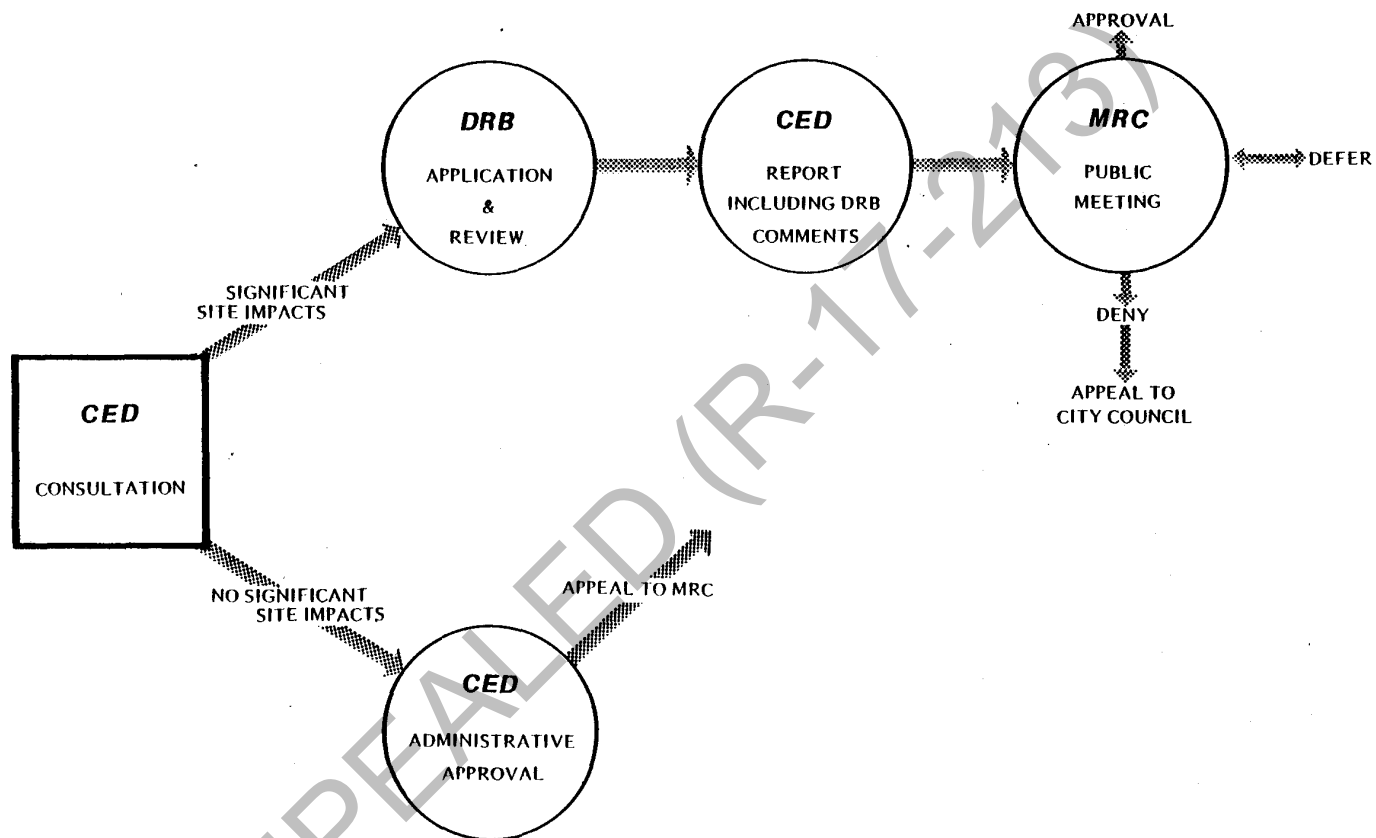 APPROVAL
DRB
APPLICATION
&
REVIEW
CED
REPORT
INCLUDING DRB
COMMENTS
MRC
PUBLIC
MEETING
DEFER
DENY
APPEAL TO
CITY COUNCIL
SIGNIFICANT
SITE IMPACTS
CED
CONSULTATION
NO SIGNIFICANT
SITE IMPACTS
CED
ADMINISTRATIVE
APPROVAL
APPEAL TO MRC
PEALED (R-17-213)